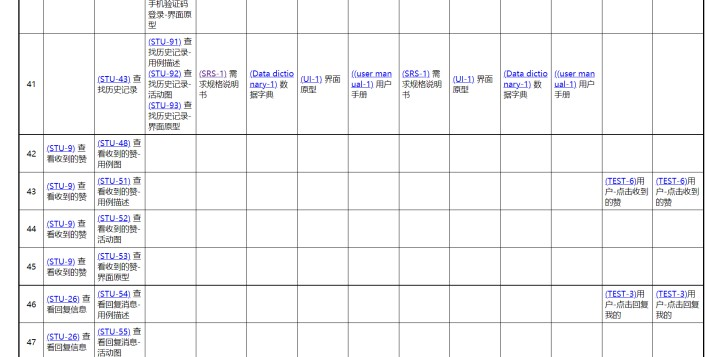 手机验证码
登录-界面原
型
41
(STU-43) 查
找历史记录
(STU-91) 查
找历史记录-
用例描述
(STU-92) 查
找历史记录-
活动图
(STU-93) 查
找历史记录-
界面原型
(SRS-1) 需
求规格说明
书
(Data dictio
nary-1) 数
据字典
(UI-1) 界面
原型
((user man
ual-1) 用户
手册
(SRS-1) 需
求规格说明
书
(UI-1) 界面
原型
(Data dictio
nary-1) 数
据字典
((user man
ual-1) 用户
手册
42
(STU-9) 查
看收到的赞
(STU-48) 查
看收到的赞-
用例图
43
(STU-9) 查
看收到的赞
(STU-51) 查
看收到的赞-
用例描述
(TEST-6)用
户-点击收到
的赞
(TEST-6)用
户-点击收到
的赞
44
(STU-9) 查
看收到的赞
(STU-52) 查
看收到的赞-
活动图
45
(STU-9) 查
看收到的赞
(STU-53) 查
看收到的赞-
界面原型
46
(STU-26) 查
看回复信息
(STU-54) 查
看回复消息-
用例描述
(TEST-3)用
户-点击回复
我的
(TEST-3)用
户-点击回复
我的
47
(STU-26) 查
看回复信息
(STU-55) 查
看回复消息-
活动图